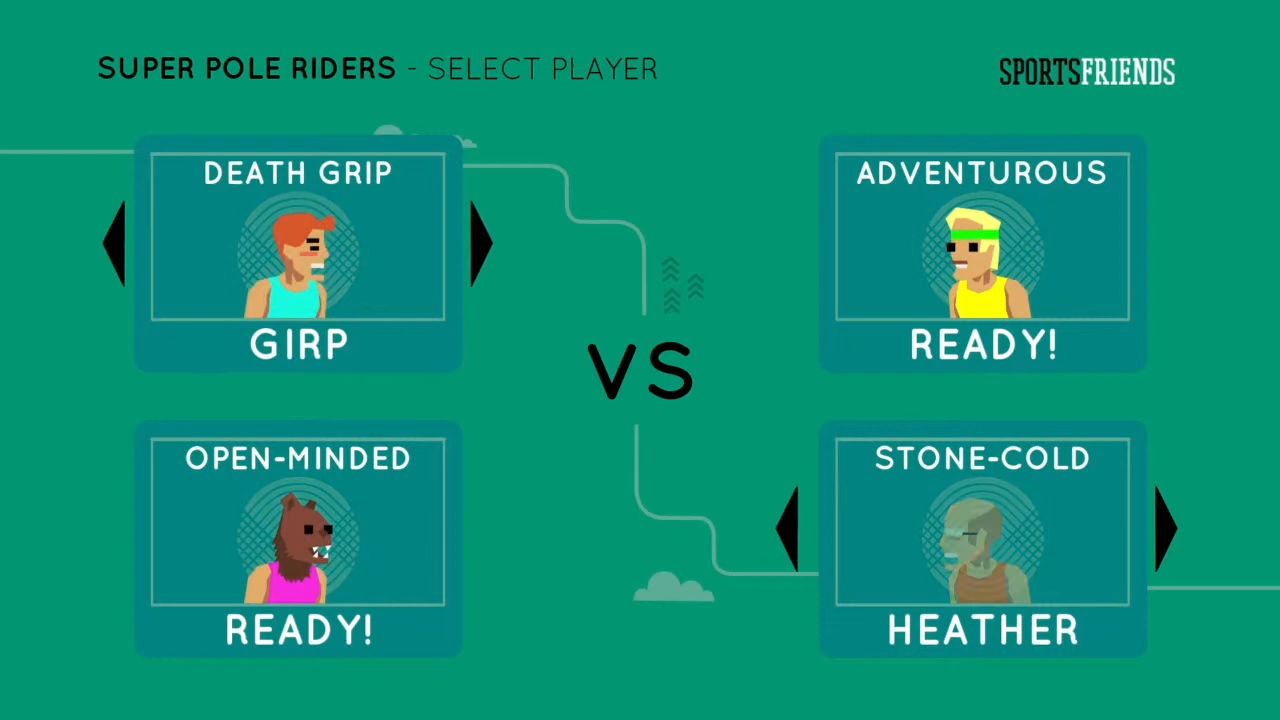 SUPER POLE RIDERS - SELECT PLAYER
SPORTSFRIENDS
DEATH GRIP
GIRP
ADVENTUROUS
READY!
VS
OPEN-MINDED
READY!
STONE-COLD
HEATHER